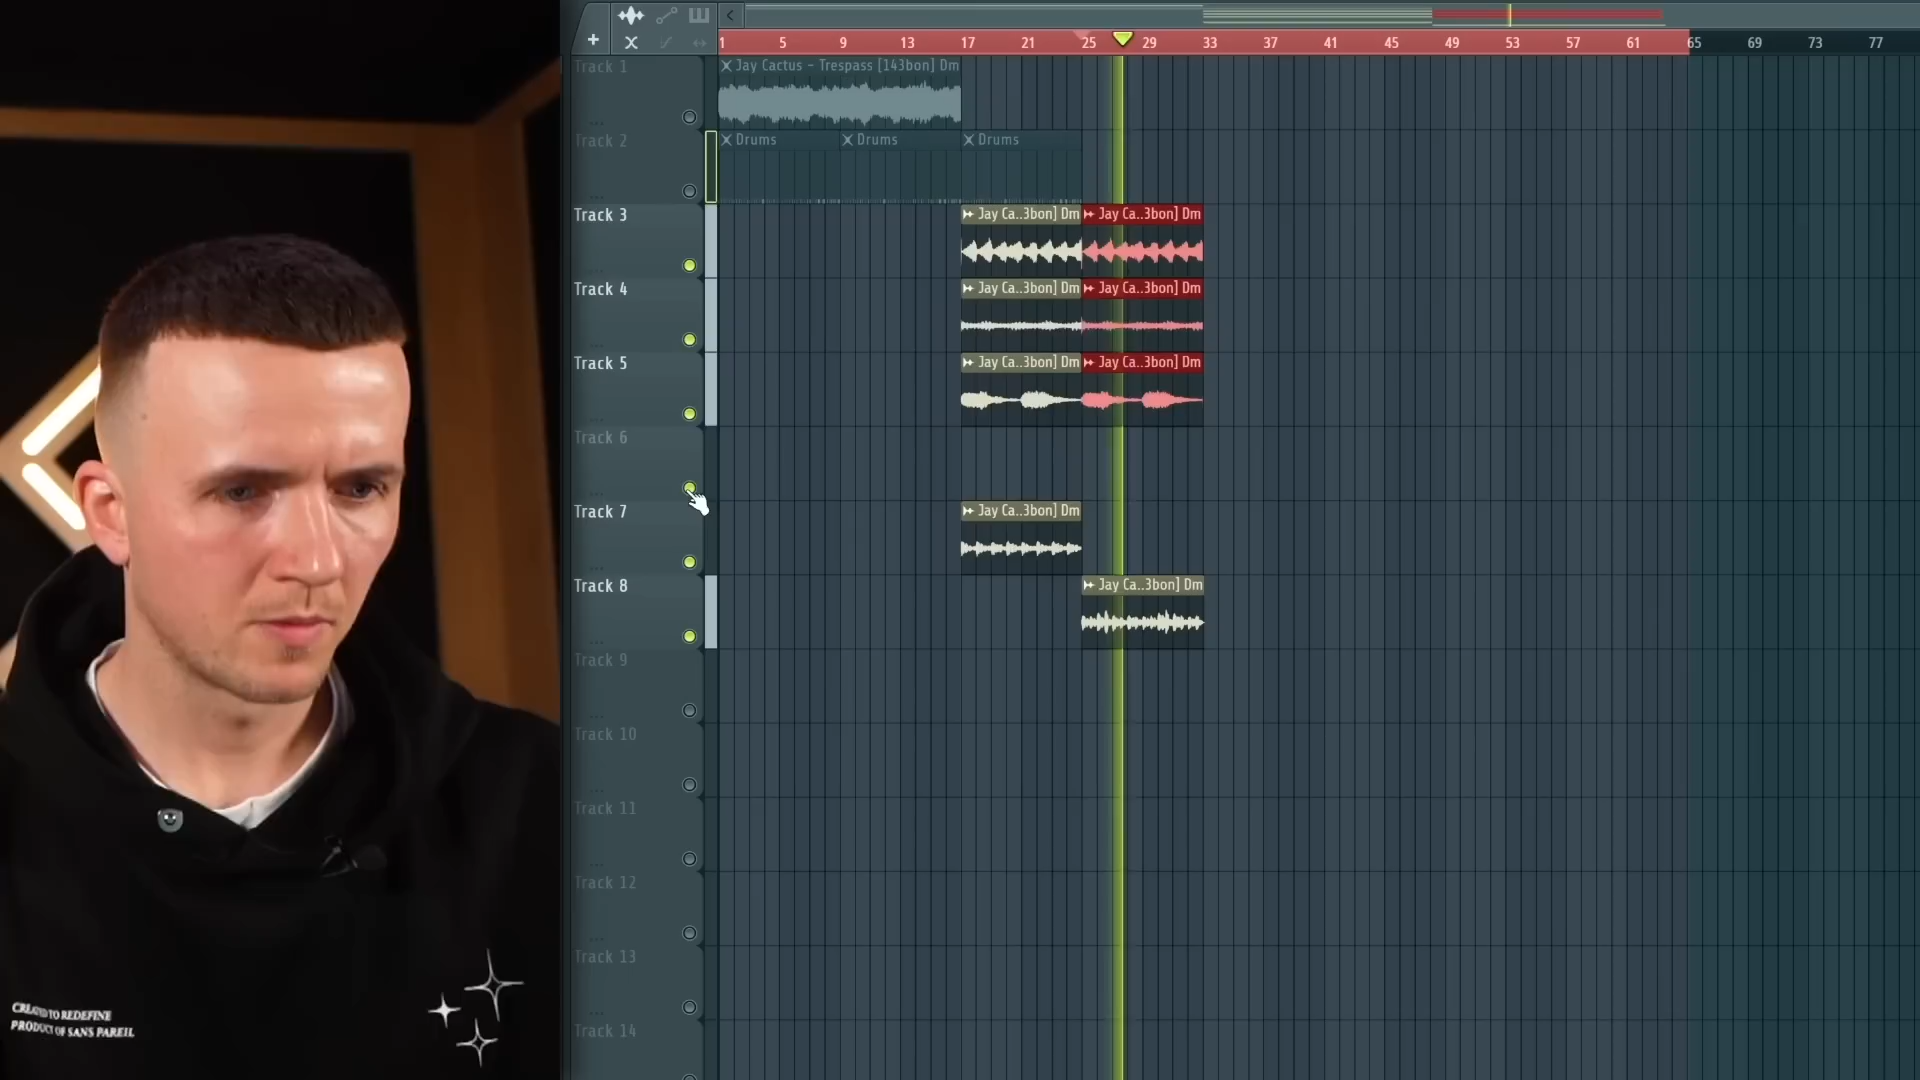 1 5 9 13 17 21 25 29 33 37 41 45 49 53 57 61 65 69 73 77
Track 1
Jay Cactus - Trespass [143bon] Dm
Track 2
Drums
Drums
Drums
Track 3
Jay Ca..3bon] Dm
Jay Ca..3bon] Dm
Track 4
Jay Ca..3bon] Dm
Jay Ca..3bon] Dm
Track 5
Jay Ca..3bon] Dm
Jay Ca..3bon] Dm
Track 6
Track 7
Jay Ca..3bon] Dm
Track 8
Jay Ca..3bon] Dm
Track 9
Track 10
Track 11
Track 12
Track 13
Track 14
CREATED TO REDEFINE
PRODUCT OF SANS PAREIL